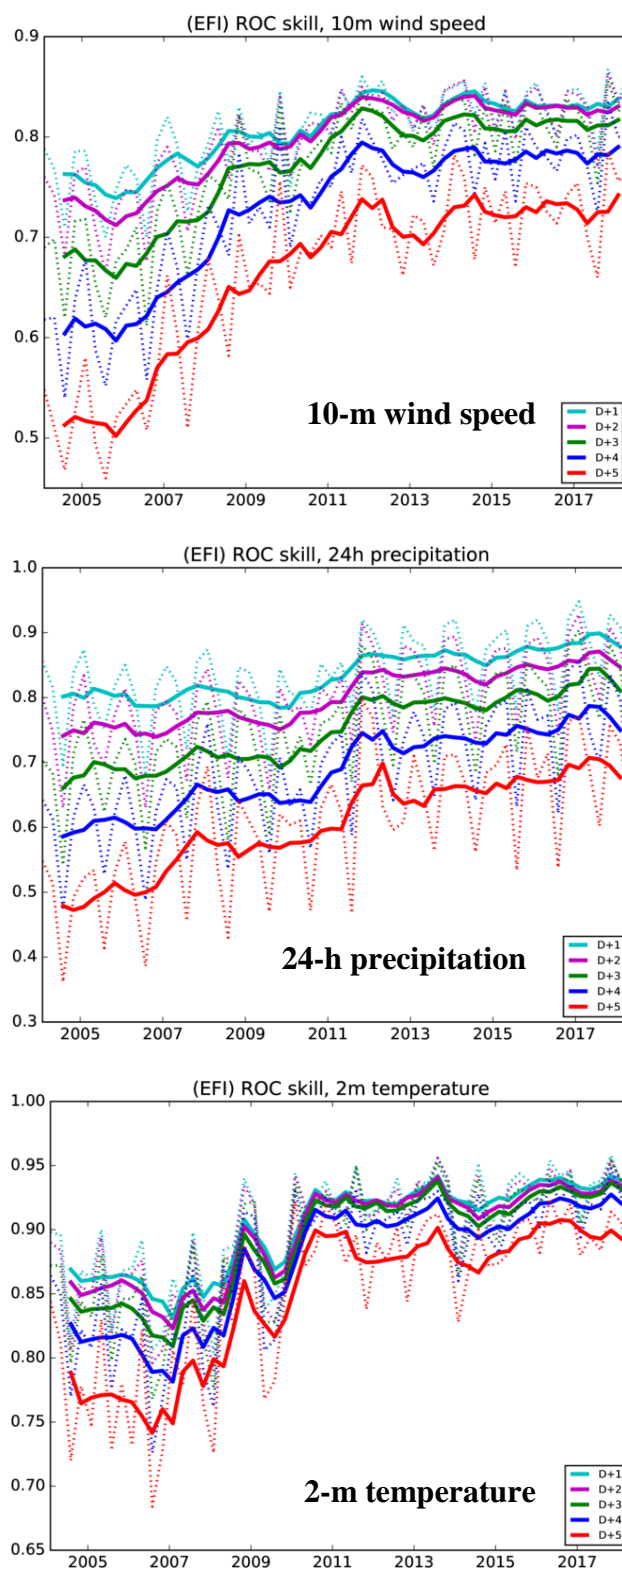 (EFI) ROC skill, 10m wind speed
0.9
0.8
0.7
0.6
0.5
10-m wind speed
D+1
D+2
D+3
D+4
D+5
2005 2007 2009 2011 2013 2015 2017
(EFI) ROC skill, 24h precipitation
1.0
0.9
0.8
0.7
0.6
0.5
0.4
0.3
24-h precipitation
D+1
D+2
D+3
D+4
D+5
2005 2007 2009 2011 2013 2015 2017
(EFI) ROC skill, 2m temperature
1.00
0.95
0.90
0.85
0.80
0.75
0.70
0.65
2-m temperature
D+1
D+2
D+3
D+4
D+5
2005 2007 2009 2011 2013 2015 2017